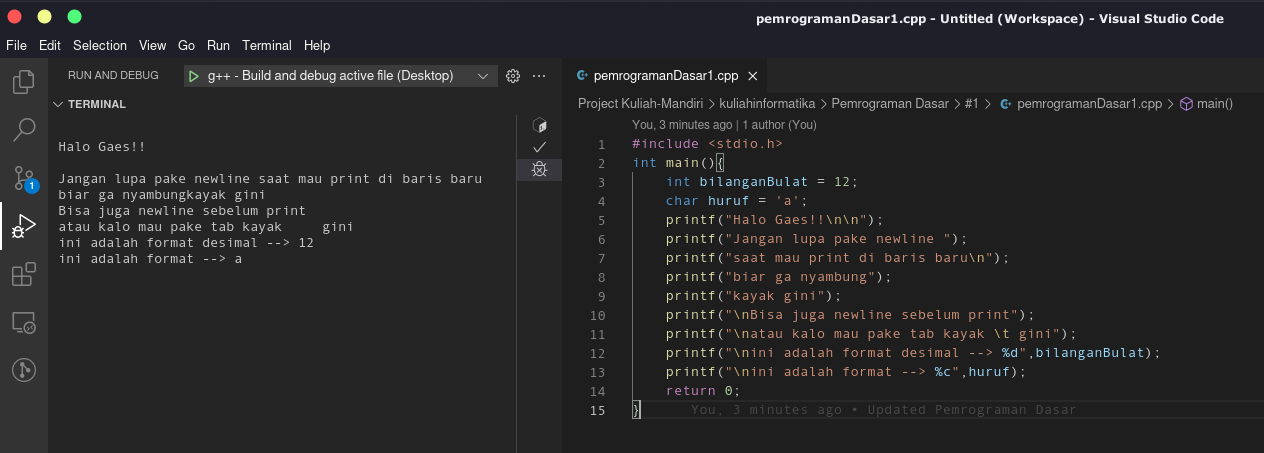 pemrogramanDasar1.cpp - Untitled (Workspace) - Visual Studio Code
File Edit Selection View Go Run Terminal Help
RUN AND DEBUG
g++ - Build and debug active file (Desktop)
TERMINAL
1
Halo Gaes!!
Jangan lupa pake newline saat mau print di baris baru
biar ga nyambungkayak gini
Bisa juga newline sebelum print
atau kalo mau pake tab kayak     gini
ini adalah format desimal --> 12
ini adalah format --> a
pemrogramanDasar1.cpp
Project Kuliah-Mandiri > kuliahinformatika > Pemrograman Dasar > #1 > pemrogramanDasar1.cpp > main()
You, 3 minutes ago | 1 author (You)
1 #include <stdio.h>
2 int main(){
3     int bilanganBulat = 12;
4     char huruf = 'a';
5     printf("Halo Gaes!!\n\n");
6     printf("Jangan lupa pake newline ");
7     printf("saat mau print di baris baru\n");
8     printf("biar ga nyambung");
9     printf("kayak gini");
10     printf("\nBisa juga newline sebelum print");
11     printf("\natau kalo mau pake tab kayak \t gini");
12     printf("\nini adalah format desimal --> %d",bilanganBulat);
13     printf("\nini adalah format --> %c",huruf);
14     return 0;
15 }     You, 3 minutes ago • Updated Pemrograman Dasar